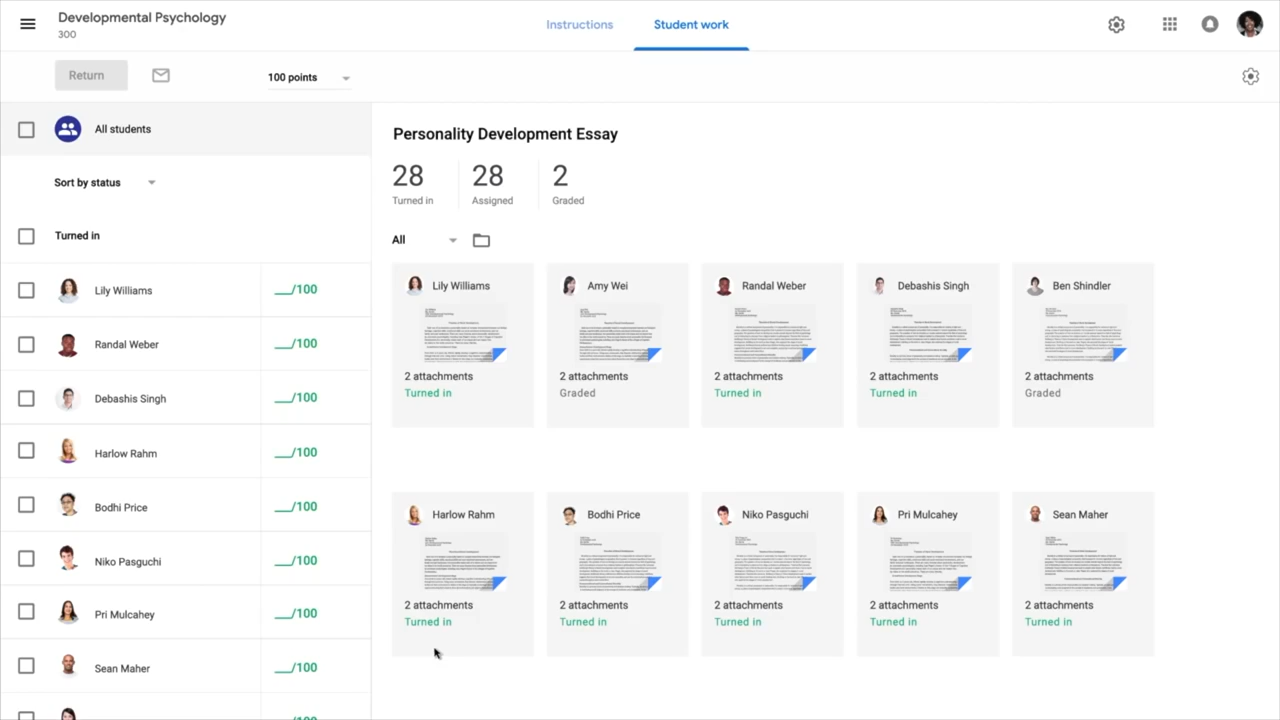 Developmental Psychology
300
Instructions
Student work
Return
100 points
All students
Sort by status
Turned in
Lily Williams
__/100
Randal Weber
__/100
Debashis Singh
__/100
Harlow Rahm
__/100
Bodhi Price
__/100
Niko Pasguchi
__/100
Pri Mulcahey
__/100
Sean Maher
__/100
Personality Development Essay
28
Turned in
28
Assigned
2
Graded
All
Lily Williams
2 attachments
Turned in
Amy Wei
2 attachments
Graded
Randal Weber
2 attachments
Turned in
Debashis Singh
2 attachments
Turned in
Ben Shindler
2 attachments
Graded
Harlow Rahm
2 attachments
Turned in
Bodhi Price
2 attachments
Turned in
Niko Pasguchi
2 attachments
Turned in
Pri Mulcahey
2 attachments
Turned in
Sean Maher
2 attachments
Turned in